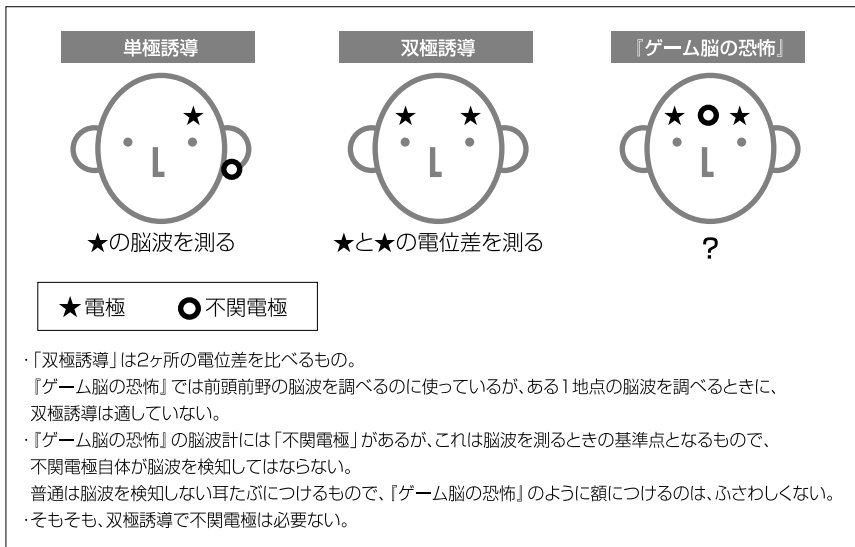 単極誘導
双極誘導
『ゲーム脳の恐怖』
★の脳波を測る
★と★の電位差を測る
?
★電極 ○不関電極
・「双極誘導」は2ヶ所の電位差を比べるもの。
『ゲーム脳の恐怖』では前頭前野の脳波を調べるのに使っているが、ある1地点の脳波を調べるときに、
双極誘導は適していない。
・『ゲーム脳の恐怖』の脳波計には「不関電極」があるが、これは脳波を測るときの基準点となるもので、
不関電極自体が脳波を検知してはならない。
普通は脳波を検知しない耳たぶにつけるもので、『ゲーム脳の恐怖』のように額につけるのは、ふさわしくない。
・そもそも、双極誘導で不関電極は必要ない。